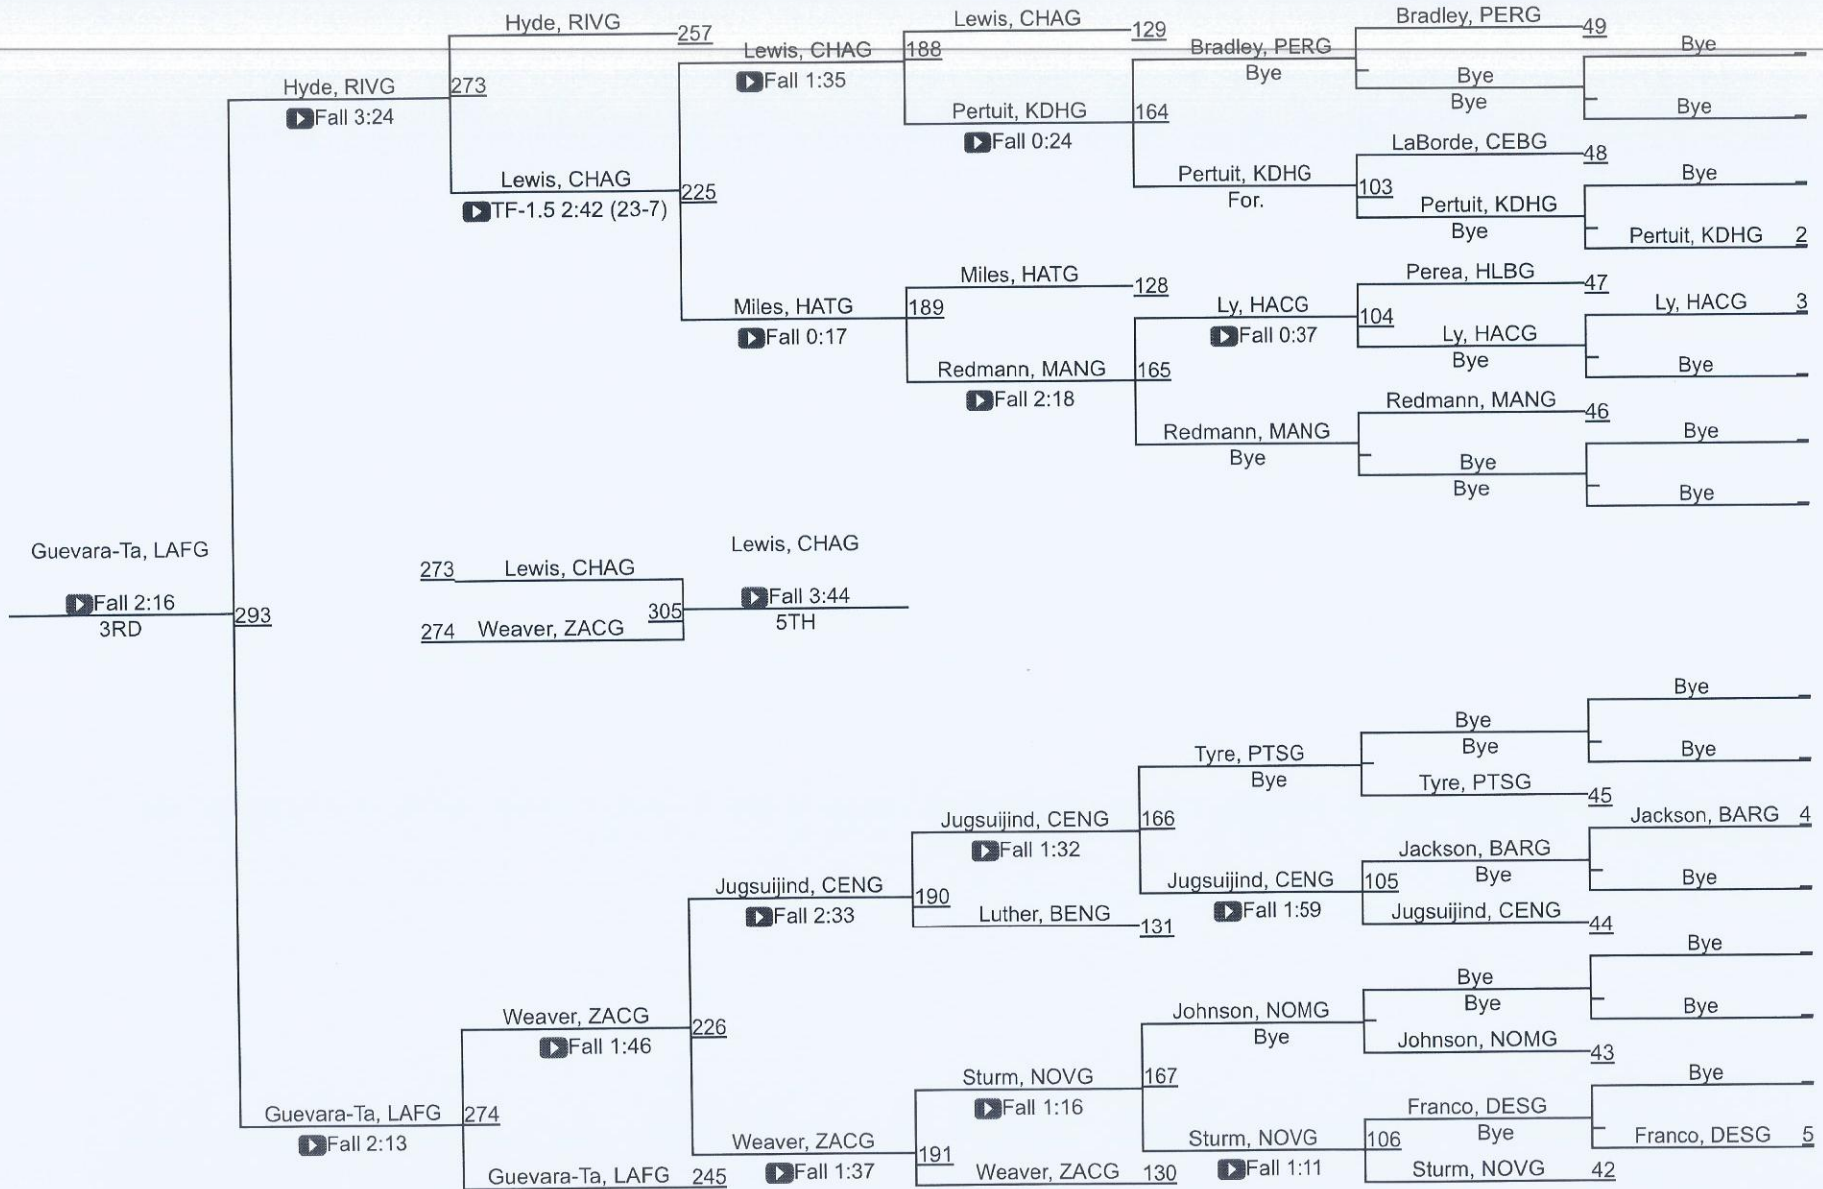 Hyde, RIVG 257
Lewis, CHAG 129
Bradley, PERG 49
Bye
Lewis, CHAG 188
Fall 1:35
Bradley, PERG
Bye
Hyde, RIVG 273
Fall 3:24
Bye
Bye
Bye
Pertuit, KDHG 164
Fall 0:24
LaBorde, CEBG 48
Bye
Lewis, CHAG 225
TF-1.5 2:42 (23-7)
Pertuit, KDHG 103
For.
Pertuit, KDHG
Bye
Pertuit, KDHG 2
Miles, HATG 128
Perea, HLBG 47
Miles, HATG 189
Fall 0:17
Ly, HACG 104
Fall 0:37
Ly, HACG 3
Ly, HACG
Bye
Bye
Redmann, MANG 165
Fall 2:18
Redmann, MANG 46
Redmann, MANG
Bye
Bye
Bye
Bye
Bye
Guevara-Ta, LAFG
Fall 2:16 293
3RD
273 Lewis, CHAG
274 Weaver, ZACG 305
Lewis, CHAG
Fall 3:44
5TH
Bye
Bye
Bye
Tyre, PTSG
Bye
Bye
Tyre, PTSG 45
Jugsuijind, CENG 166
Fall 1:32
Jackson, BARG 4
Jackson, BARG
Bye
Jugsuijind, CENG 190
Fall 2:33
Jugsuijind, CENG 105
Fall 1:59
Bye
Luther, BENG 131
Jugsuijind, CENG 44
Bye
Bye
Bye
Weaver, ZACG 226
Fall 1:46
Johnson, NOMG
Bye
Bye
Johnson, NOMG 43
Sturm, NOVG 167
Fall 1:16
Bye
Guevara-Ta, LAFG 274
Fall 2:13
Franco, DESG
Bye
Weaver, ZACG 191
Fall 1:37
Sturm, NOVG 106
Fall 1:11
Franco, DESG 5
Guevara-Ta, LAFG 245
Weaver, ZACG 130
Sturm, NOVG 42